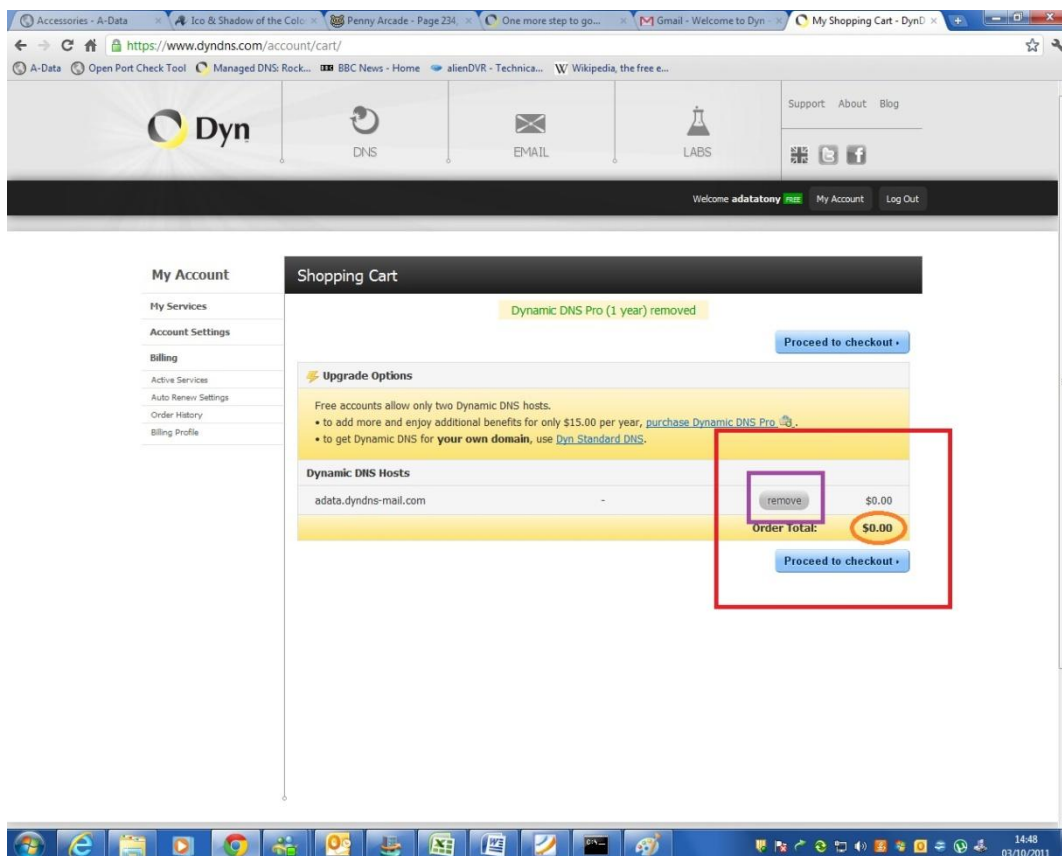 Accessories - A-Data
Ico & Shadow of the Colo
Penny Arcade - Page 234,
One more step to go...
Gmail - Welcome to Dyn -
My Shopping Cart - DynD
https://www.dyndns.com/account/cart/
A-Data
Open Port Check Tool
Managed DNS: Rock...
BBC News - Home
alienDVR - Technica...
Wikipedia, the free e...
Dyn
DNS
EMAIL
LABS
Support About Blog
Welcome adatatony FREE My Account Log Out
My Account
My Services
Account Settings
Billing
Active Services
Auto Renew Settings
Order History
Billing Profile
Shopping Cart
Dynamic DNS Pro (1 year) removed
Proceed to checkout ›
Upgrade Options
Free accounts allow only two Dynamic DNS hosts.
• to add more and enjoy additional benefits for only $15.00 per year, purchase Dynamic DNS Pro .
• to get Dynamic DNS for your own domain, use Dyn Standard DNS.
Dynamic DNS Hosts
adata.dyndns-mail.com - remove $0.00
Order Total: $0.00
Proceed to checkout ›
14:48
03/10/2011